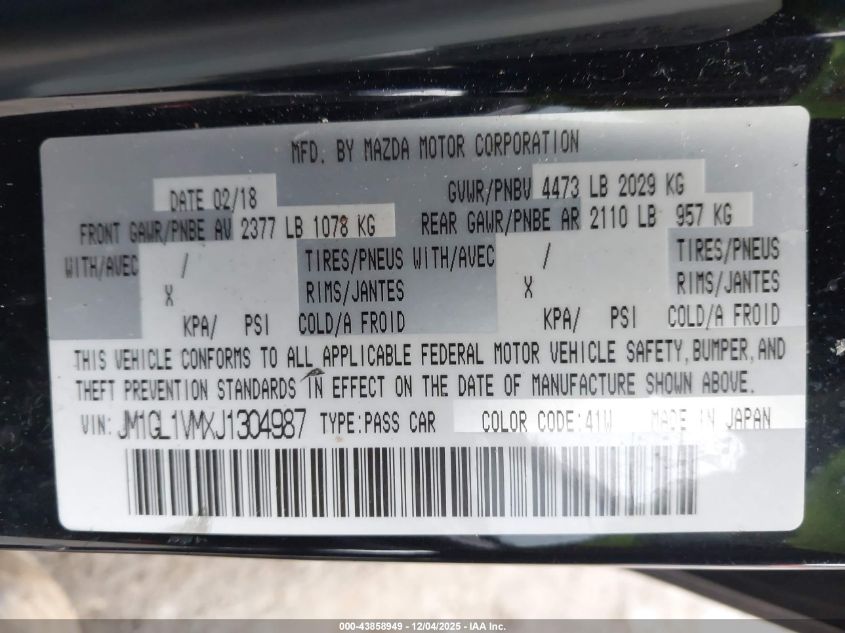 MFD. BY MAZDA MOTOR CORPORATION
DATE 02/18 GVWR/PNBV 4473 LB 2029 KG
FRONT GAWR/PNBE AV 2377 LB 1078 KG REAR GAWR/PNBE AR 2110 LB 957 KG
WITH/AVEC / TIRES/PNEUS WITH/AVEC / TIRES/PNEUS
X RIMS/JANTES X RIMS/JANTES
KPA/ PSI COLD/A FROID KPA/ PSI COLD/A FROID
THIS VEHICLE CONFORMS TO ALL APPLICABLE FEDERAL MOTOR VEHICLE SAFETY, BUMPER, AND
THEFT PREVENTION STANDARDS IN EFFECT ON THE DATE OF MANUFACTURE SHOWN ABOVE.
VIN: JM1GL1VMXJ1304987 TYPE:PASS CAR COLOR CODE:41W MADE IN JAPAN
000-43858949 - 12/04/2025 - IAA Inc.